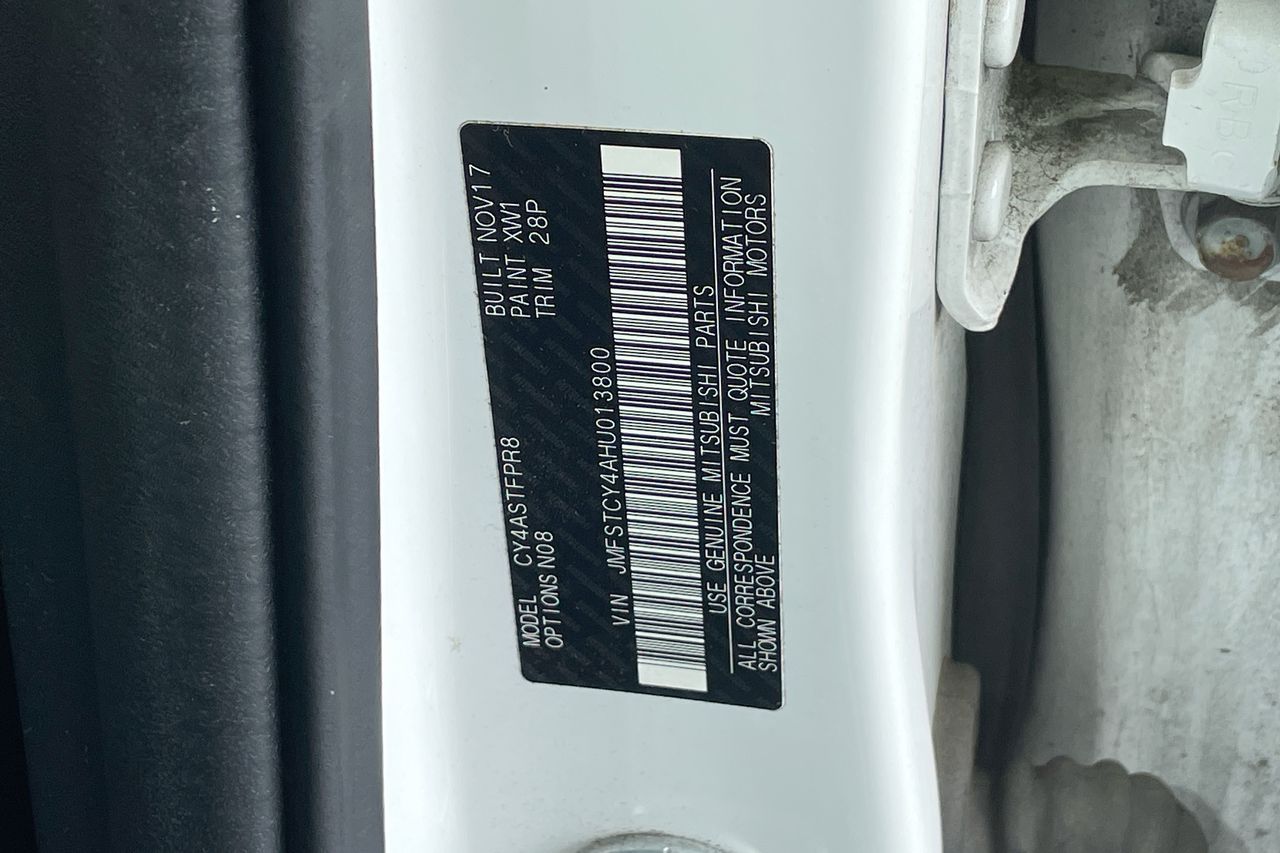 MODEL CY4ASTFPR8 BUILT NOV17
OPTIONS N08 PAINT XW1
TRIM 28P
VIN JMFSTCY4AHU013800
USE GENUINE MITSUBISHI PARTS
ALL CORRESPONDENCE MUST QUOTE INFORMATION
SHOWN ABOVE MITSUBISHI MOTORS